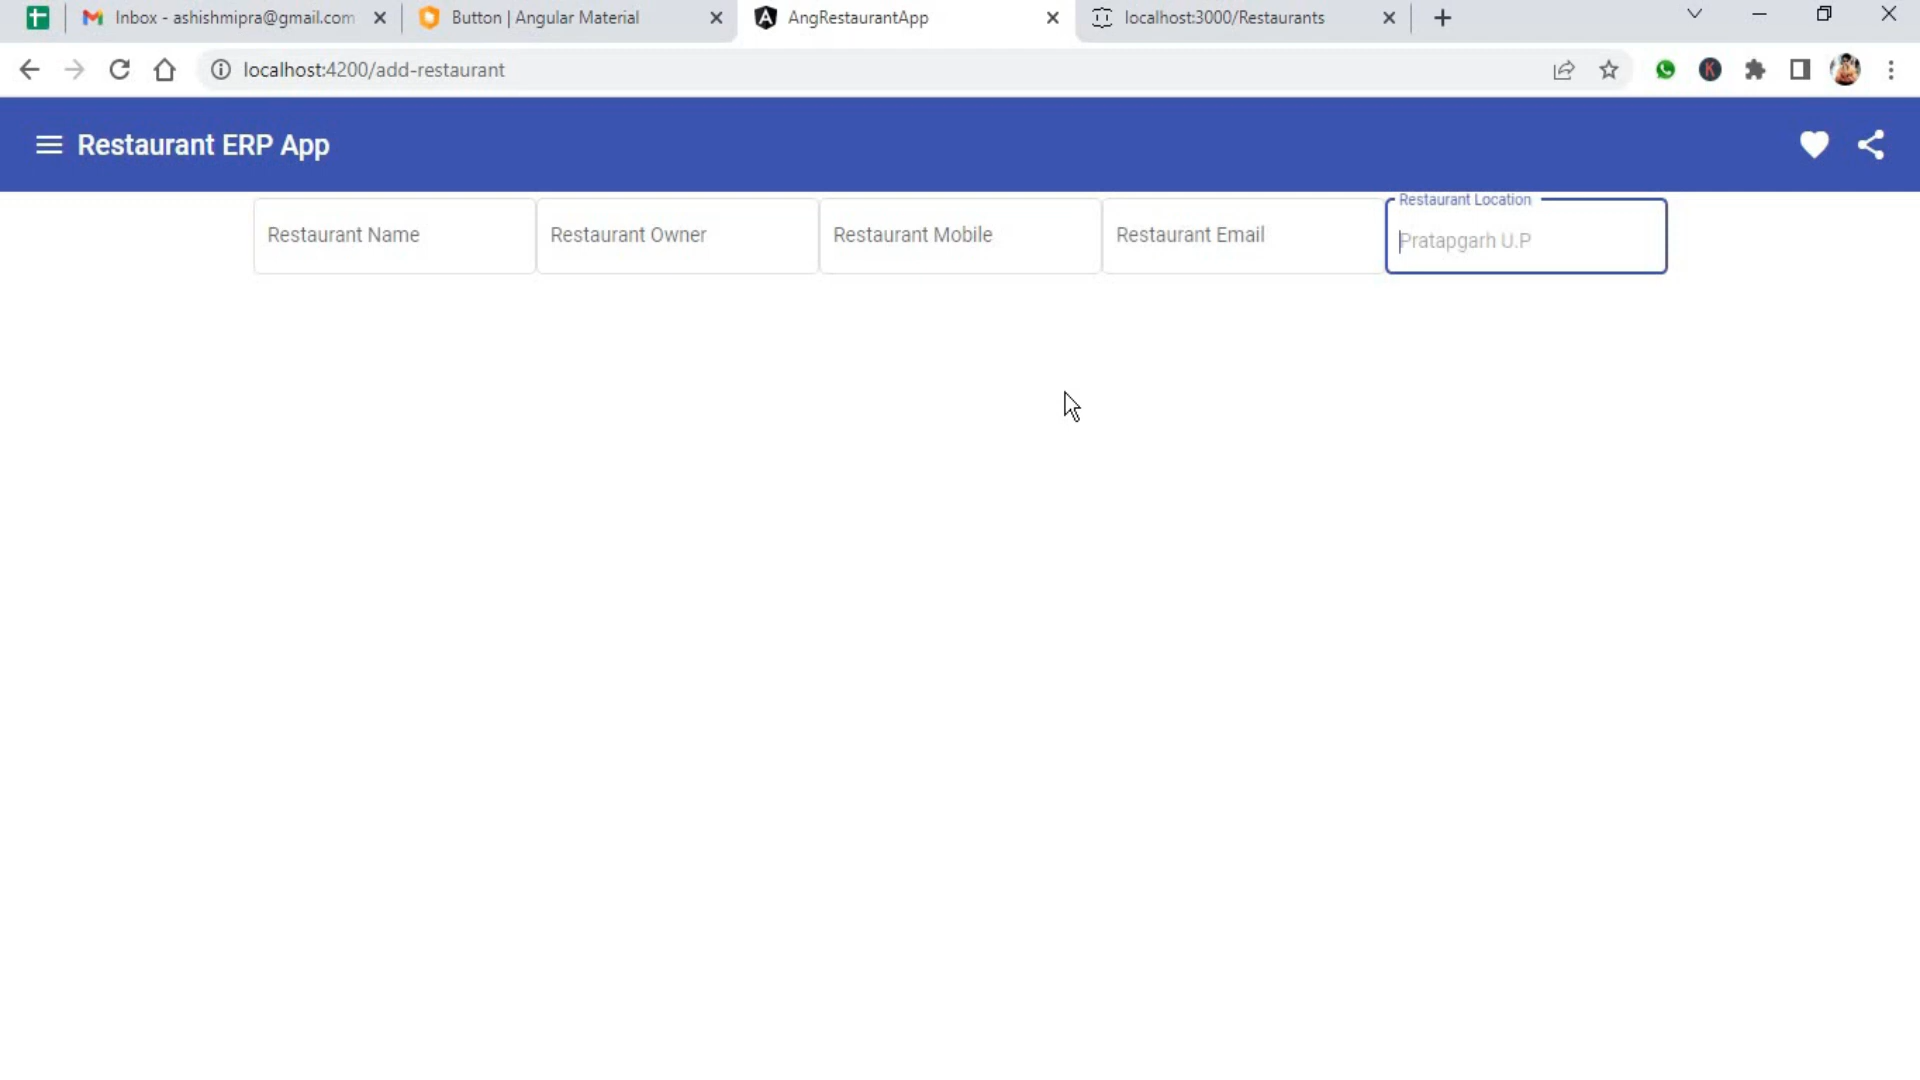 Inbox - ashishmipra@gmail.com
Button | Angular Material
AngRestaurantApp
localhost:3000/Restaurants
localhost:4200/add-restaurant
K
Restaurant ERP App
Restaurant Name
Restaurant Owner
Restaurant Mobile
Restaurant Email
Restaurant Location
Pratapgarh U.P